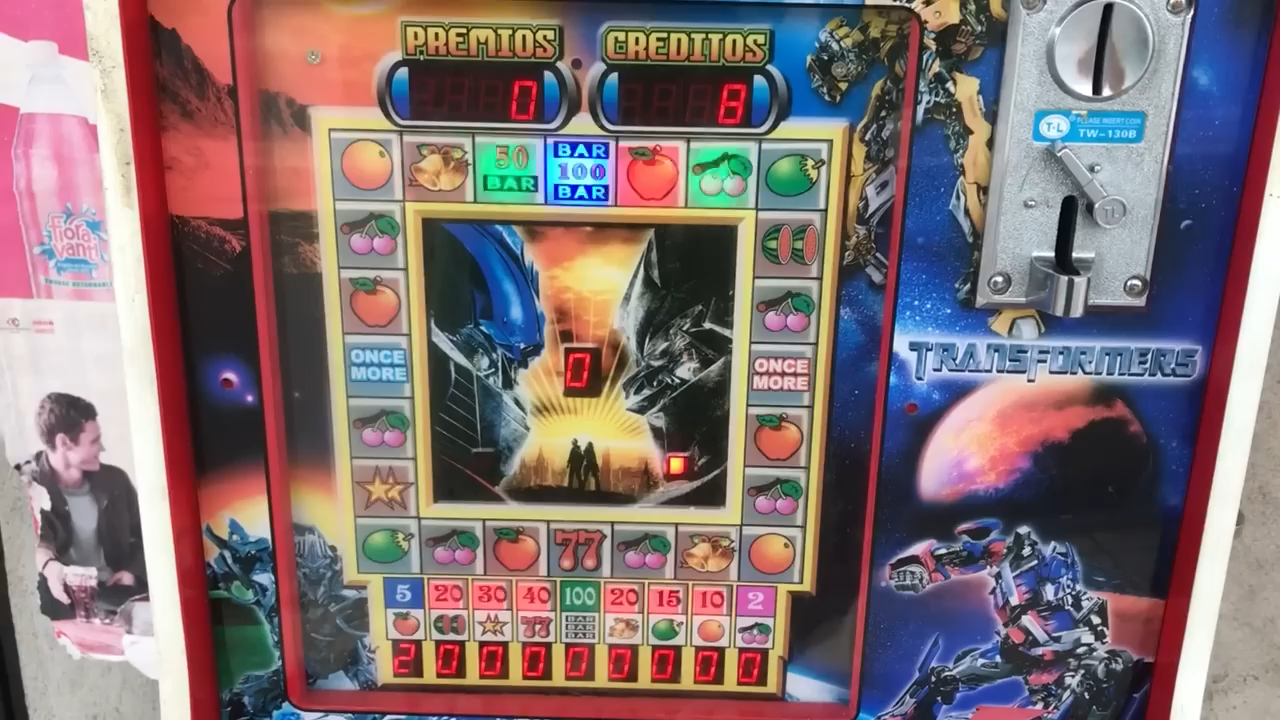 PREMIOS
CREDITOS
0
8
PLEASE INSERT COIN
T·L
TW-130B
50
BAR
BAR
100
BAR
Fiora
vanti
ONCE
MORE
ONCE
MORE
0
TRANSFORMERS
77
5 20 30 40 100 20 15 10 2
77
BAR
BAR
BAR
2 0 0 0 0 0 0 0 0
TL